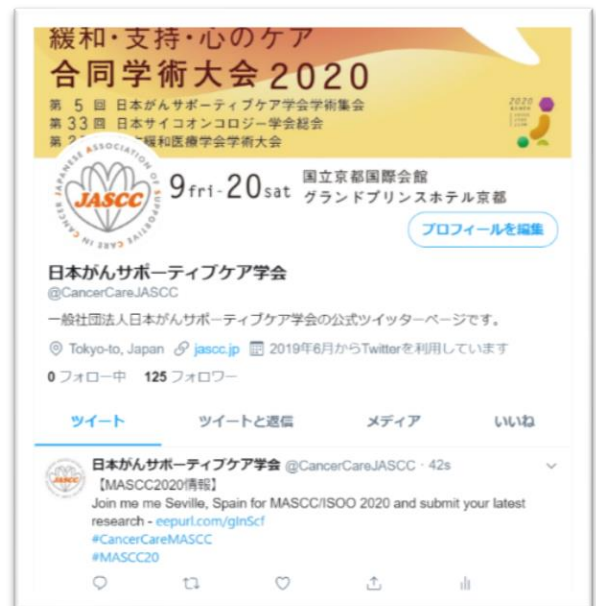 緩和・支持・心のケア
合同学術大会2020
第 5 回 日本がんサポーティブケア学会学術集会
第33回 日本サイコオンコロジー学会総会
第 緩和医療学会学術大会
2020
JAPANESE ASSOCIATION OF SUPPORTIVE CARE IN CANCER
JASCC
9fri-20sat 国立京都国際会館
グランドプリンスホテル京都
プロフィールを編集
日本がんサポーティブケア学会
@CancerCareJASCC
一般社団法人日本がんサポーティブケア学会の公式ツイッターページです。
Tokyo-to, Japan jascc.jp 2019年6月からTwitterを利用しています
0 フォロー中 125 フォロワー
ツイート ツイートと返信 メディア いいね
日本がんサポーティブケア学会 @CancerCareJASCC · 42s
【MASCC2020情報】
Join me me Seville, Spain for MASCC/ISOO 2020 and submit your latest
research - eepurl.com/gInScf
#CancerCareMASCC
#MASCC20